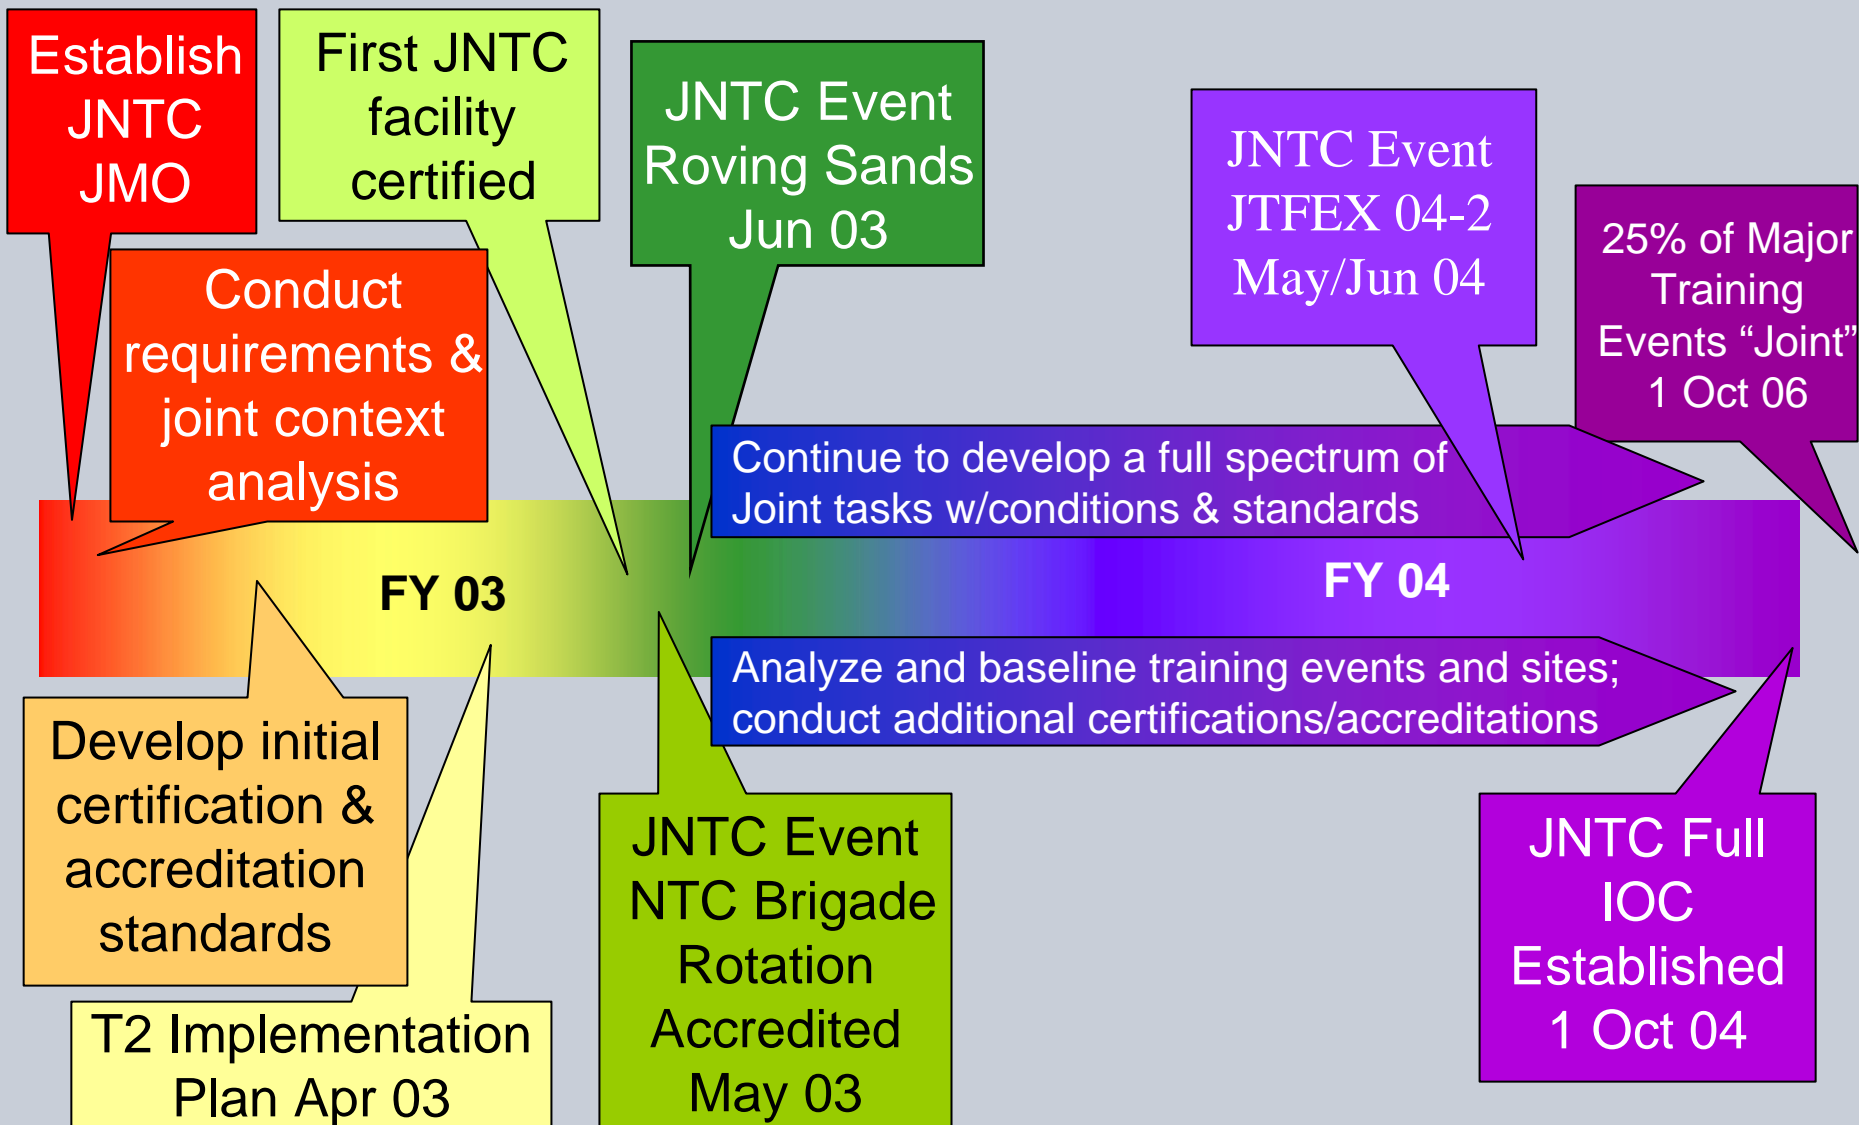 Establish
JNTC
JMO
First JNTC
facility
certified
JNTC Event
Roving Sands
Jun 03
JNTC Event
JTFEX 04-2
May/Jun 04
25% of Major
Training
Events “Joint”
1 Oct 06
Conduct
requirements &
joint context
analysis
Continue to develop a full spectrum of
Joint tasks w/conditions & standards
FY 03
FY 04
Analyze and baseline training events and sites;
conduct additional certifications/accreditations
Develop initial
certification &
accreditation
standards
T2 Implementation
Plan Apr 03
JNTC Event
NTC Brigade
Rotation
Accredited
May 03
JNTC Full
IOC
Established
1 Oct 04